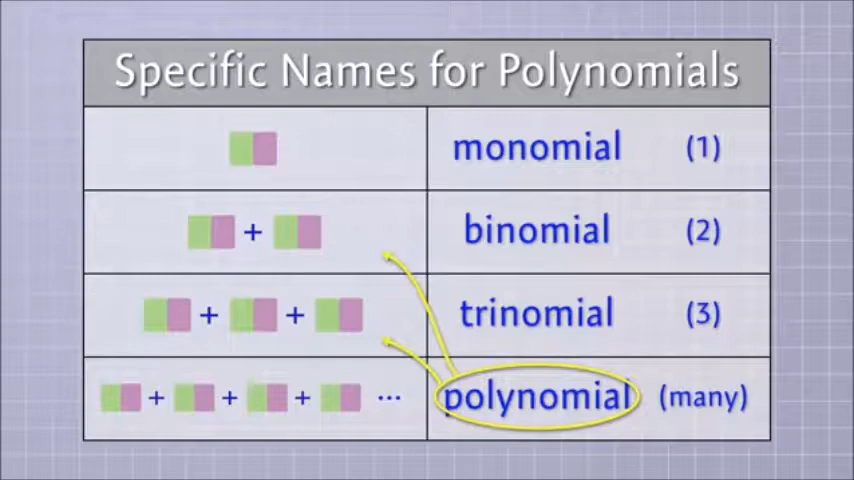 Specific Names for Polynomials
monomial (1)
+ binomial (2)
+ + trinomial (3)
+ + + ... polynomial (many)